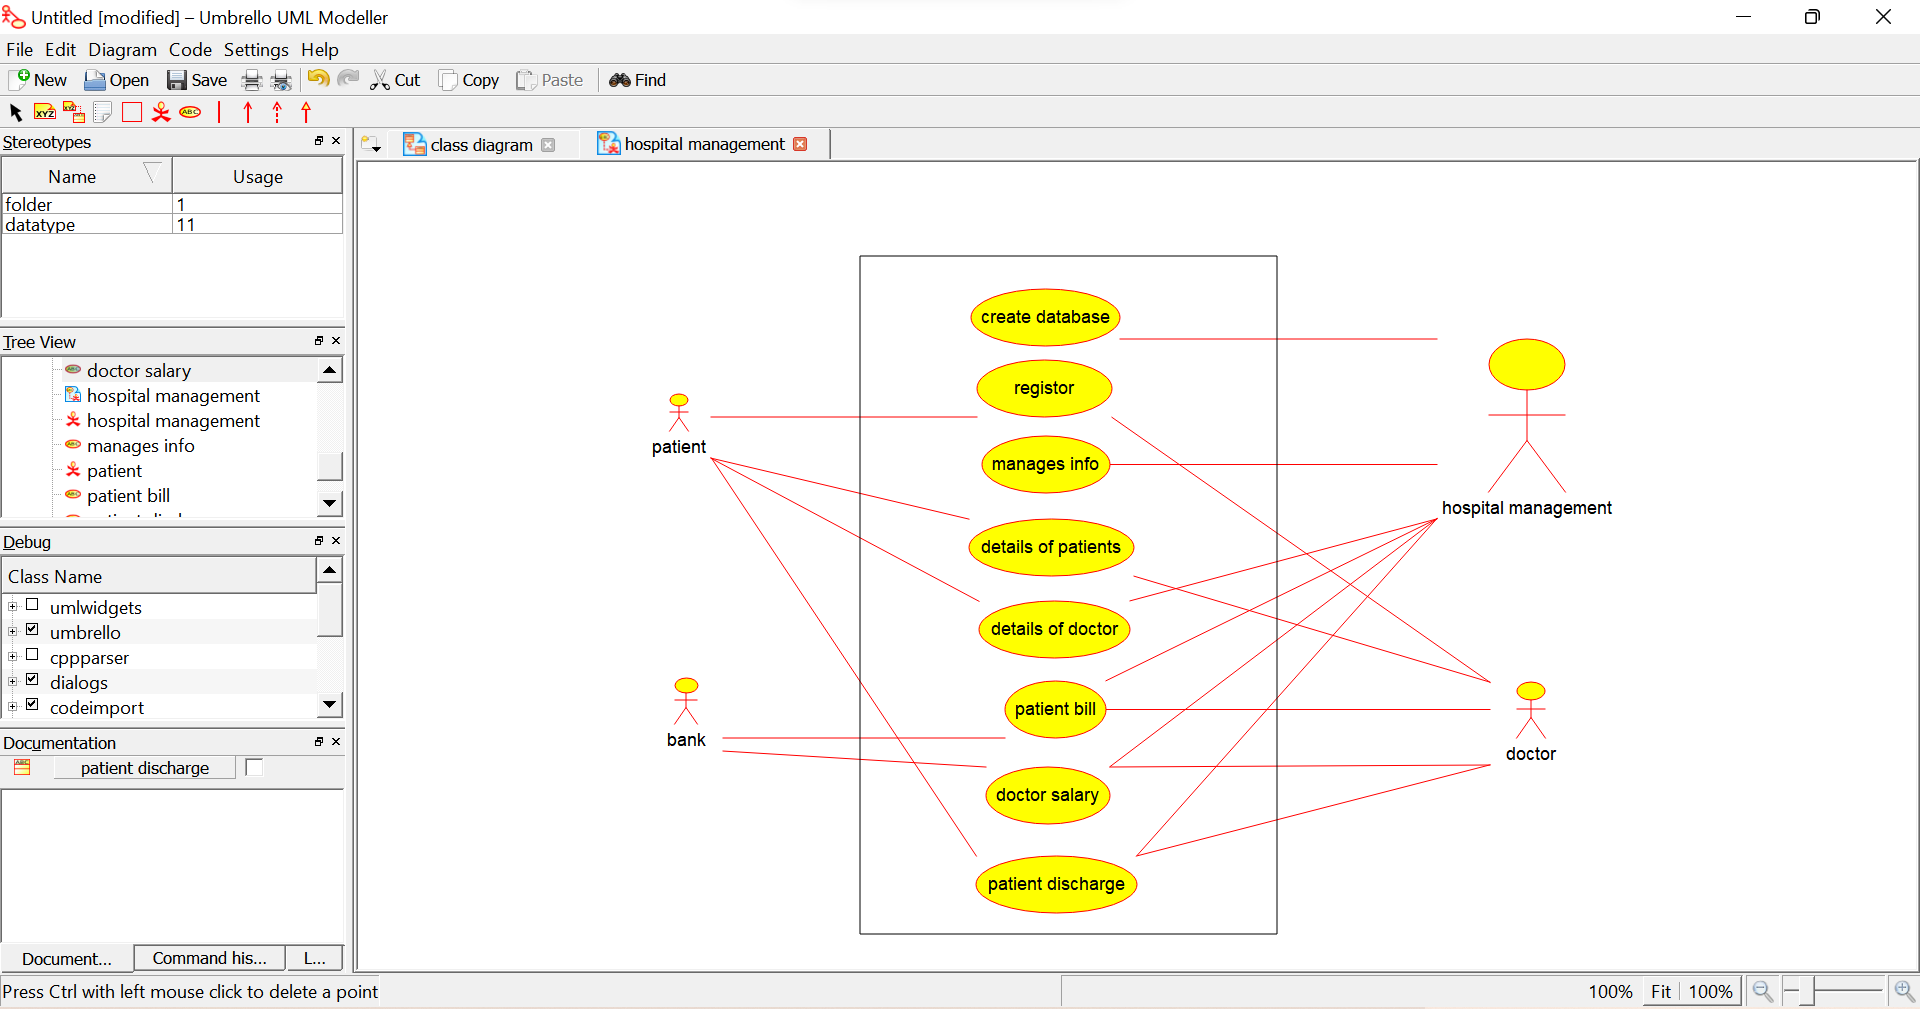 Untitled [modified] – Umbrello UML Modeller
File Edit Diagram Code Settings Help
New Open Save Cut Copy Paste Find
XYZ XYZ ABC
Stereotypes
class diagram
hospital management
Name Usage
folder 1
datatype 11
Tree View
doctor salary
hospital management
hospital management
manages info
patient
patient bill
Debug
Class Name
umlwidgets
umbrello
cppparser
dialogs
codeimport
Documentation
patient discharge
Document... Command his... L...
create database
registor
manages info
details of patients
details of doctor
patient bill
doctor salary
patient discharge
patient
bank
hospital management
doctor
Press Ctrl with left mouse click to delete a point
100% Fit 100%